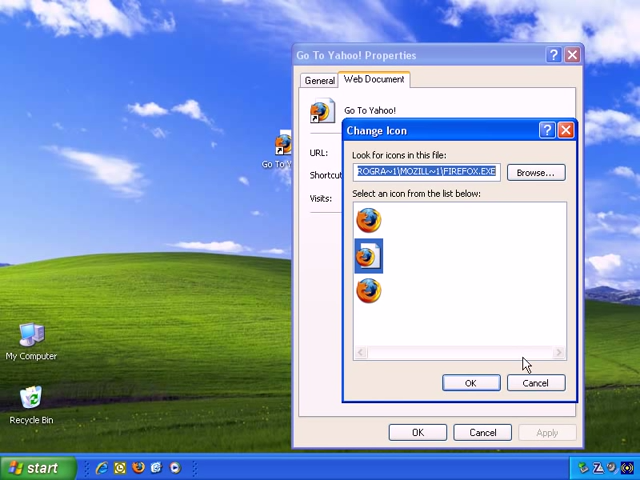 Go To Yahoo! Properties
General
Web Document
Go To Yahoo!
Change Icon
Look for icons in this file:
URL:
ROGRA~1\MOZILL~1\FIREFOX.EXE
Browse...
Go To
Shortcut
Select an icon from the list below:
Visits:
My Computer
OK
Cancel
Recycle Bin
OK
Cancel
Apply
start